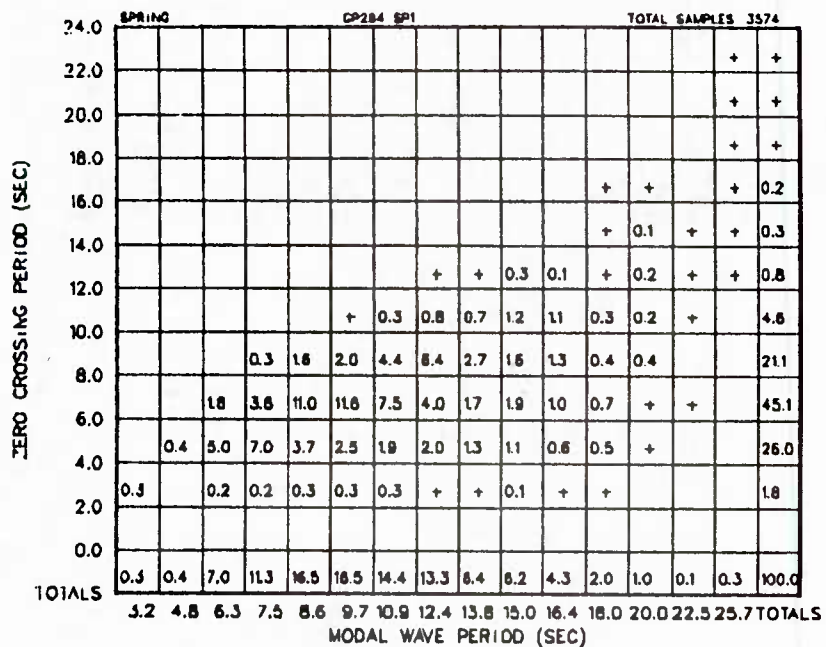 SPRING CP284 SP1 TOTAL SAMPLES 3574
24.0
+ +
22.0
+ +
20.0
+ +
18.0
+ + + 0.2
16.0
+ 0.1 + + 0.3
14.0
+ + 0.3 0.1 + 0.2 + + 0.8
12.0
+ 0.3 0.8 0.7 1.2 1.1 0.3 0.2 + 4.6
10.0
0.3 1.6 2.0 4.4 6.4 2.7 1.6 1.3 0.4 0.4 21.1
8.0
1.8 3.8 11.0 11.6 7.5 4.0 1.7 1.9 1.0 0.7 + + 45.1
6.0
0.4 5.0 7.0 3.7 2.5 1.9 2.0 1.3 1.1 0.6 0.5 + 26.0
4.0
0.3 0.2 0.2 0.3 0.3 0.3 + + 0.1 + + 1.8
2.0
0.0
TOTALS 0.3 0.4 7.0 11.3 16.5 16.5 14.4 13.3 6.4 6.2 4.3 2.0 1.0 0.1 0.3 100.0
3.2 4.8 6.3 7.5 8.6 9.7 10.9 12.4 13.8 15.0 16.4 18.0 20.0 22.5 25.7 TOTALS
MODAL WAVE PERIOD (SEC)
ZERO CROSSING PERIOD (SEC)